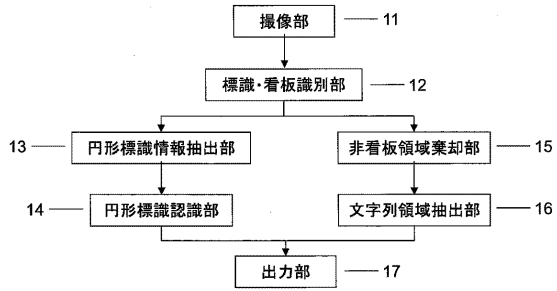 撮像部 11
標識・看板識別部 12
13 円形標識情報抽出部 非看板領域棄却部 15
14 円形標識認識部 文字列領域抽出部 16
出力部 17